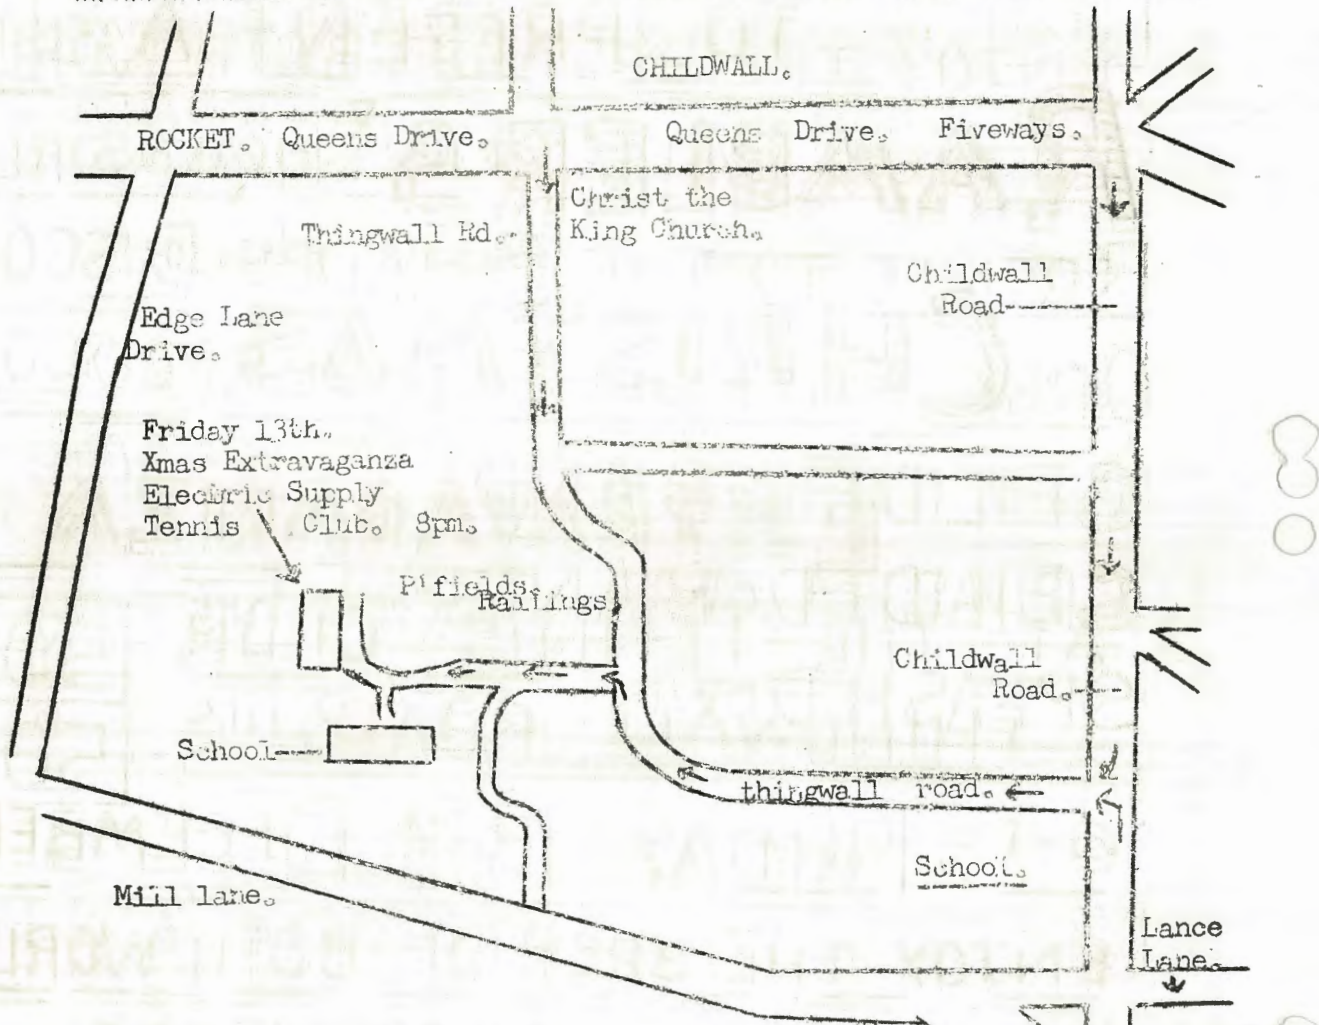 CHILDWALL.
ROCKET. Queens Drive.
Queens Drive. Fiveways.
Christ the
King Church.
Thingwall Rd.
Childwall
Road
Edge Lane
Drive.
Friday 13th.
Xmas Extravaganza
Electric Supply
Tennis Club. 8pm.
P'fields.
Railings
Childwall
Road.
School
thingwall road.
School.
Mill lane.
Lance
Lane.